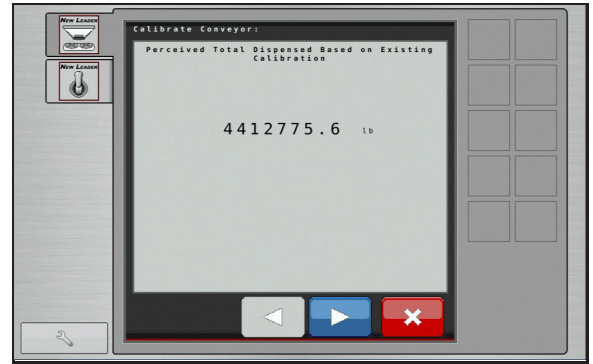 New Leader
New Leader
Calibrate Conveyor:
Perceived Total Dispensed Based on Existing
Calibration
4412775.6 lb